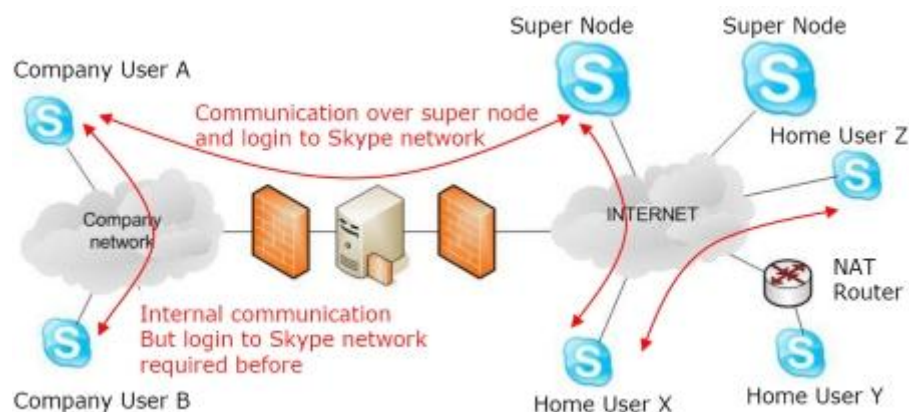 Super Node
Super Node
Company User A
Communication over super node
and login to Skype network
Home User Z
Company
network
INTERNET
NAT
Router
Internal communication
But login to Skype network
required before
Company User B
Home User X
Home User Y